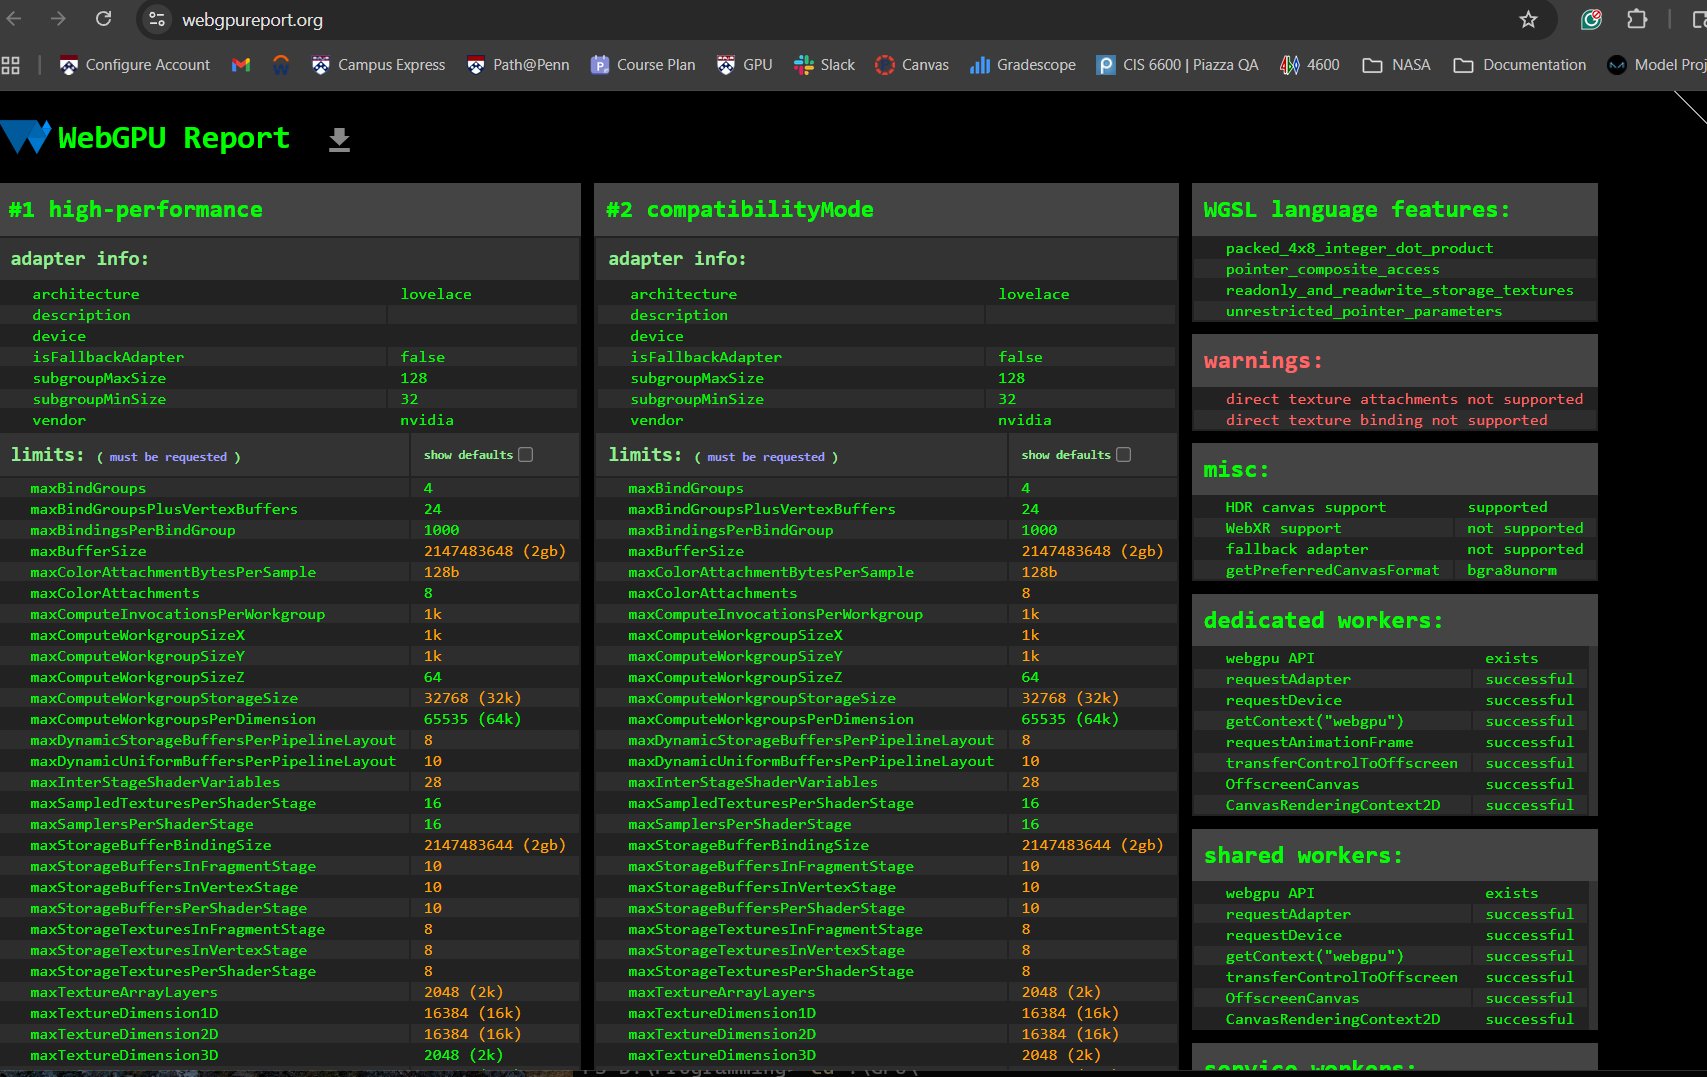 webgpureport.org
Configure Account Campus Express Path@Penn Course Plan GPU Slack Canvas Gradescope CIS 6600 | Piazza QA 4600 NASA Documentation Model Proj
WebGPU Report
#1 high-performance
adapter info:
architecture lovelace
description
device
isFallbackAdapter false
subgroupMaxSize 128
subgroupMinSize 32
vendor nvidia
limits: ( must be requested ) show defaults
maxBindGroups 4
maxBindGroupsPlusVertexBuffers 24
maxBindingsPerBindGroup 1000
maxBufferSize 2147483648 (2gb)
maxColorAttachmentBytesPerSample 128b
maxColorAttachments 8
maxComputeInvocationsPerWorkgroup 1k
maxComputeWorkgroupSizeX 1k
maxComputeWorkgroupSizeY 1k
maxComputeWorkgroupSizeZ 64
maxComputeWorkgroupStorageSize 32768 (32k)
maxComputeWorkgroupsPerDimension 65535 (64k)
maxDynamicStorageBuffersPerPipelineLayout 8
maxDynamicUniformBuffersPerPipelineLayout 10
maxInterStageShaderVariables 28
maxSampledTexturesPerShaderStage 16
maxSamplersPerShaderStage 16
maxStorageBufferBindingSize 2147483644 (2gb)
maxStorageBuffersInFragmentStage 10
maxStorageBuffersInVertexStage 10
maxStorageBuffersPerShaderStage 10
maxStorageTexturesInFragmentStage 8
maxStorageTexturesInVertexStage 8
maxStorageTexturesPerShaderStage 8
maxTextureArrayLayers 2048 (2k)
maxTextureDimension1D 16384 (16k)
maxTextureDimension2D 16384 (16k)
maxTextureDimension3D 2048 (2k)
#2 compatibilityMode
adapter info:
architecture lovelace
description
device
isFallbackAdapter false
subgroupMaxSize 128
subgroupMinSize 32
vendor nvidia
limits: ( must be requested ) show defaults
maxBindGroups 4
maxBindGroupsPlusVertexBuffers 24
maxBindingsPerBindGroup 1000
maxBufferSize 2147483648 (2gb)
maxColorAttachmentBytesPerSample 128b
maxColorAttachments 8
maxComputeInvocationsPerWorkgroup 1k
maxComputeWorkgroupSizeX 1k
maxComputeWorkgroupSizeY 1k
maxComputeWorkgroupSizeZ 64
maxComputeWorkgroupStorageSize 32768 (32k)
maxComputeWorkgroupsPerDimension 65535 (64k)
maxDynamicStorageBuffersPerPipelineLayout 8
maxDynamicUniformBuffersPerPipelineLayout 10
maxInterStageShaderVariables 28
maxSampledTexturesPerShaderStage 16
maxSamplersPerShaderStage 16
maxStorageBufferBindingSize 2147483644 (2gb)
maxStorageBuffersInFragmentStage 10
maxStorageBuffersInVertexStage 10
maxStorageBuffersPerShaderStage 10
maxStorageTexturesInFragmentStage 8
maxStorageTexturesInVertexStage 8
maxStorageTexturesPerShaderStage 8
maxTextureArrayLayers 2048 (2k)
maxTextureDimension1D 16384 (16k)
maxTextureDimension2D 16384 (16k)
maxTextureDimension3D 2048 (2k)
WGSL language features:
packed_4x8_integer_dot_product
pointer_composite_access
readonly_and_readwrite_storage_textures
unrestricted_pointer_parameters
warnings:
direct texture attachments not supported
direct texture binding not supported
misc:
HDR canvas support supported
WebXR support not supported
fallback adapter not supported
getPreferredCanvasFormat bgra8unorm
dedicated workers:
webgpu API exists
requestAdapter successful
requestDevice successful
getContext("webgpu") successful
requestAnimationFrame successful
transferControlToOffscreen successful
OffscreenCanvas successful
CanvasRenderingContext2D successful
shared workers:
webgpu API exists
requestAdapter successful
requestDevice successful
getContext("webgpu") successful
transferControlToOffscreen successful
OffscreenCanvas successful
CanvasRenderingContext2D successful
service workers: